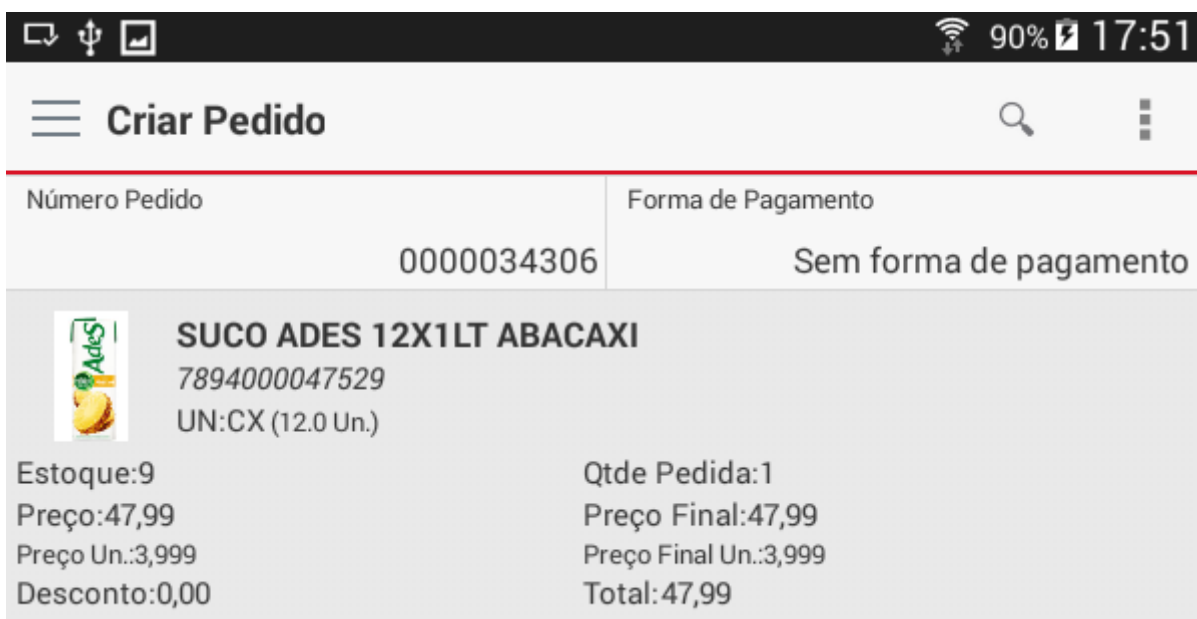 90% 17:51
Criar Pedido
Número Pedido
Forma de Pagamento
0000034306
Sem forma de pagamento
AdeS
SUCO ADES 12X1LT ABACAXI
7894000047529
UN:CX (12.0 Un.)
Estoque:9
Qtde Pedida:1
Preço:47,99
Preço Final:47,99
Preço Un.:3,999
Preço Final Un.:3,999
Desconto:0,00
Total:47,99